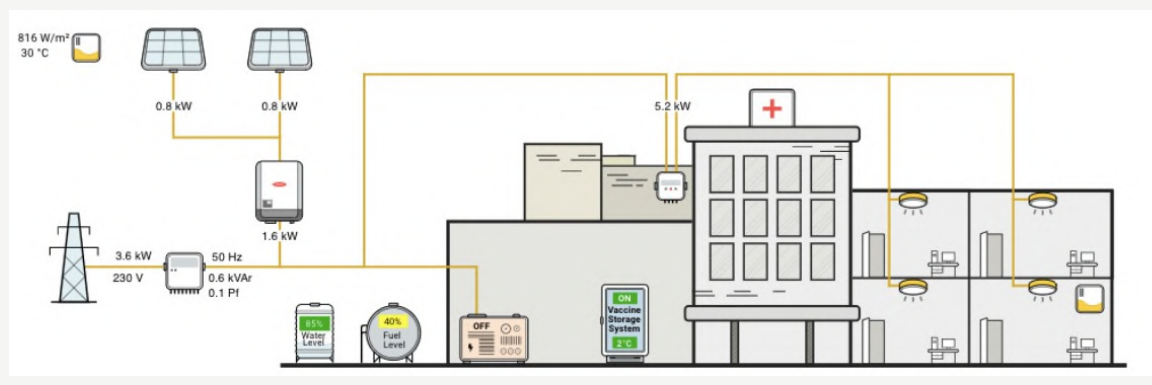 816 W/m²
30 °C
0.8 kW
0.8 kW
5.2 kW
1.6 kW
3.6 kW
230 V
50 Hz
0.6 kVAr
0.1 Pf
85%
Water
Level
40%
Fuel
Level
OFF
ON
Vaccine
Storage
System
2°C